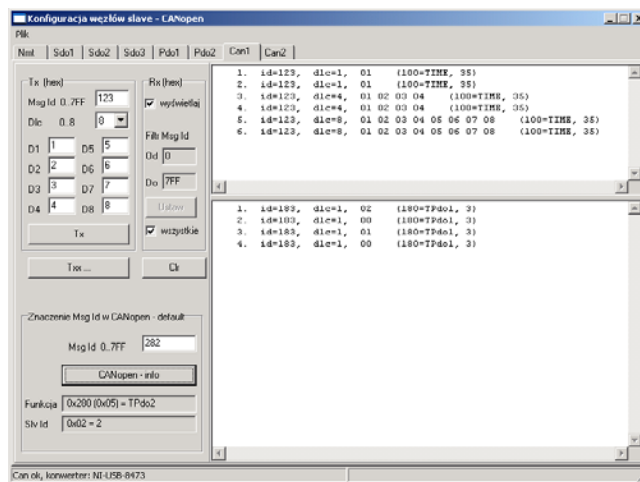 Konfiguracja węzłów slave - CANopen
Plik
Nmt Sdo1 Sdo2 Sdo3 Pdo1 Pdo2 Can1 Can2
Tx (hex)
Msg Id 0..7FF 123
Dlc 0..8 8
D1 1 D5 5
D2 2 D6 6
D3 3 D7 7
D4 4 D8 8
Tx
Rx (hex)
wyświetlaj
Filtr Msg Id
Od 0
Do 7FF
Ustaw
wszystkie
Txx ...
Clr
Znaczenie Msg Id w CANopen - default
Msg Id 0..7FF 282
CANopen - info
Funkcja 0x280 (0x05) = TPdo2
Slv Id 0x02 = 2
1. id=123, dlc=1, 01 (100=TIME, 35)
2. id=123, dlc=1, 01 (100=TIME, 35)
3. id=123, dlc=4, 01 02 03 04 (100=TIME, 35)
4. id=123, dlc=4, 01 02 03 04 (100=TIME, 35)
5. id=123, dlc=8, 01 02 03 04 05 06 07 08 (100=TIME, 35)
6. id=123, dlc=8, 01 02 03 04 05 06 07 08 (100=TIME, 35)
1. id=183, dlc=1, 02 (180=TPdo1, 3)
2. id=183, dlc=1, 00 (180=TPdo1, 3)
3. id=183, dlc=1, 01 (180=TPdo1, 3)
4. id=183, dlc=1, 00 (180=TPdo1, 3)
Can ok, konwerter: NI-USB-8473